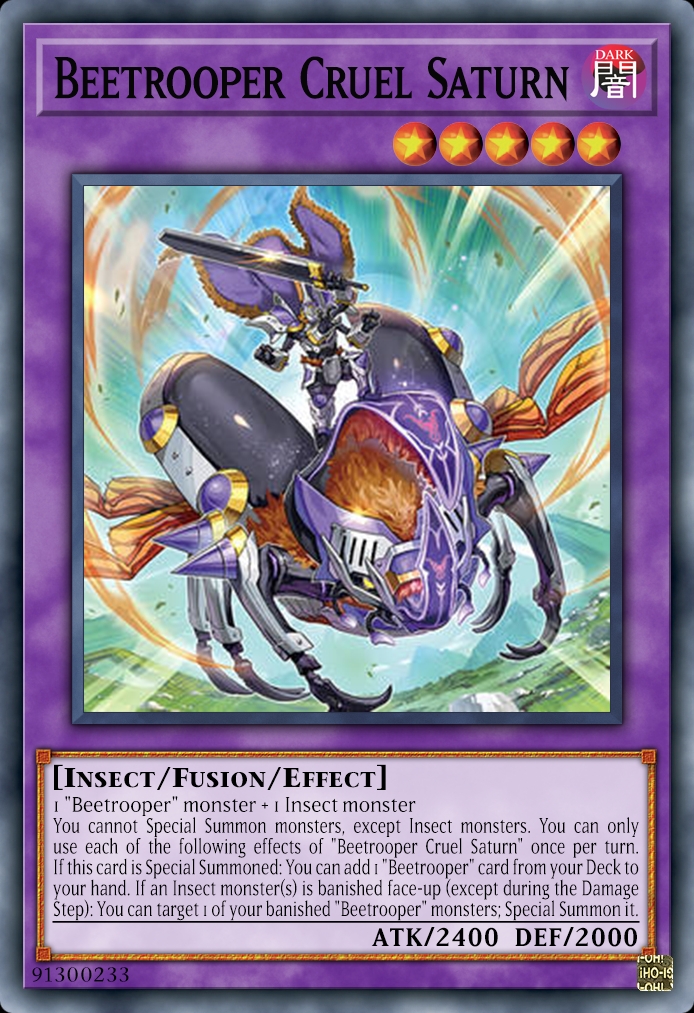 Beetrooper Cruel Saturn
DARK
闇
[Insect/Fusion/Effect]
1 "Beetrooper" monster + 1 Insect monster
You cannot Special Summon monsters, except Insect monsters. You can only
use each of the following effects of "Beetrooper Cruel Saturn" once per turn.
If this card is Special Summoned: You can add 1 "Beetrooper" card from your Deck to
your hand. If an Insect monster(s) is banished face-up (except during the Damage
Step): You can target 1 of your banished "Beetrooper" monsters; Special Summon it.
ATK/2400 DEF/2000
91300233